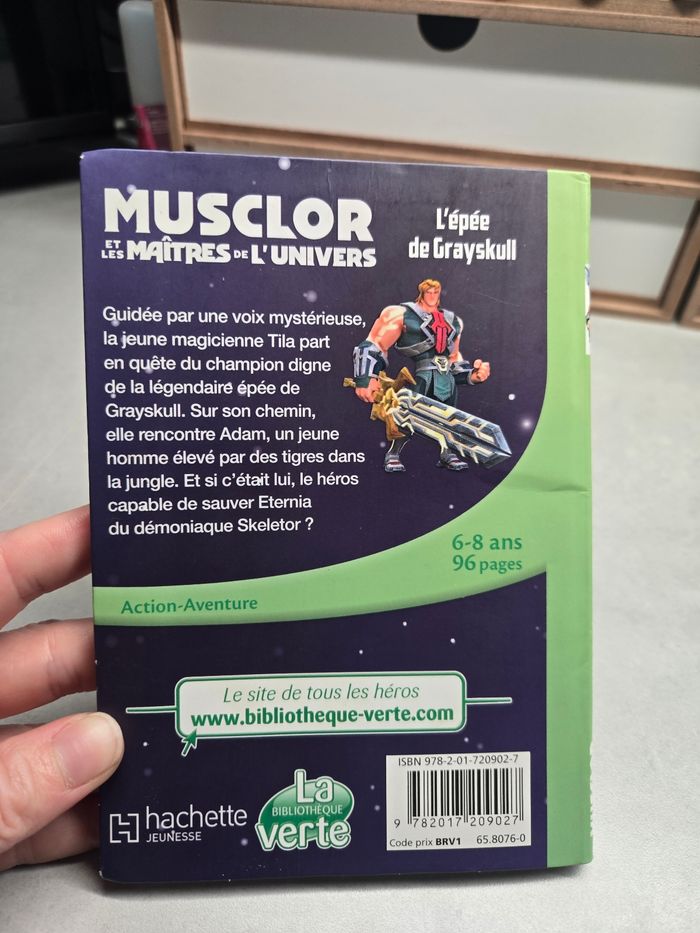 MUSCLOR
ET LES MAÎTRES DE L'UNIVERS
L'épée
de Grayskull
Guidée par une voix mystérieuse,
la jeune magicienne Tila part
en quête du champion digne
de la légendaire épée de
Grayskull. Sur son chemin,
elle rencontre Adam, un jeune
homme élevé par des tigres dans
la jungle. Et si c'était lui, le héros
capable de sauver Eternia
du démoniaque Skeletor ?
6-8 ans
96 pages
Action-Aventure
Le site de tous les héros
www.bibliotheque-verte.com
hachette
JEUNESSE
La
BIBLIOTHÈQUE
verte
ISBN 978-2-01-720902-7
9 782017 209027
Code prix BRV1 65.8076-0